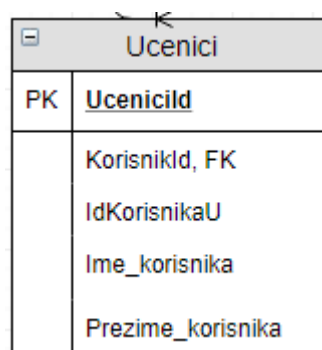 Ucenici
PK UceniciId
KorisnikId, FK
IdKorisnikaU
Ime_korisnika
Prezime_korisnika